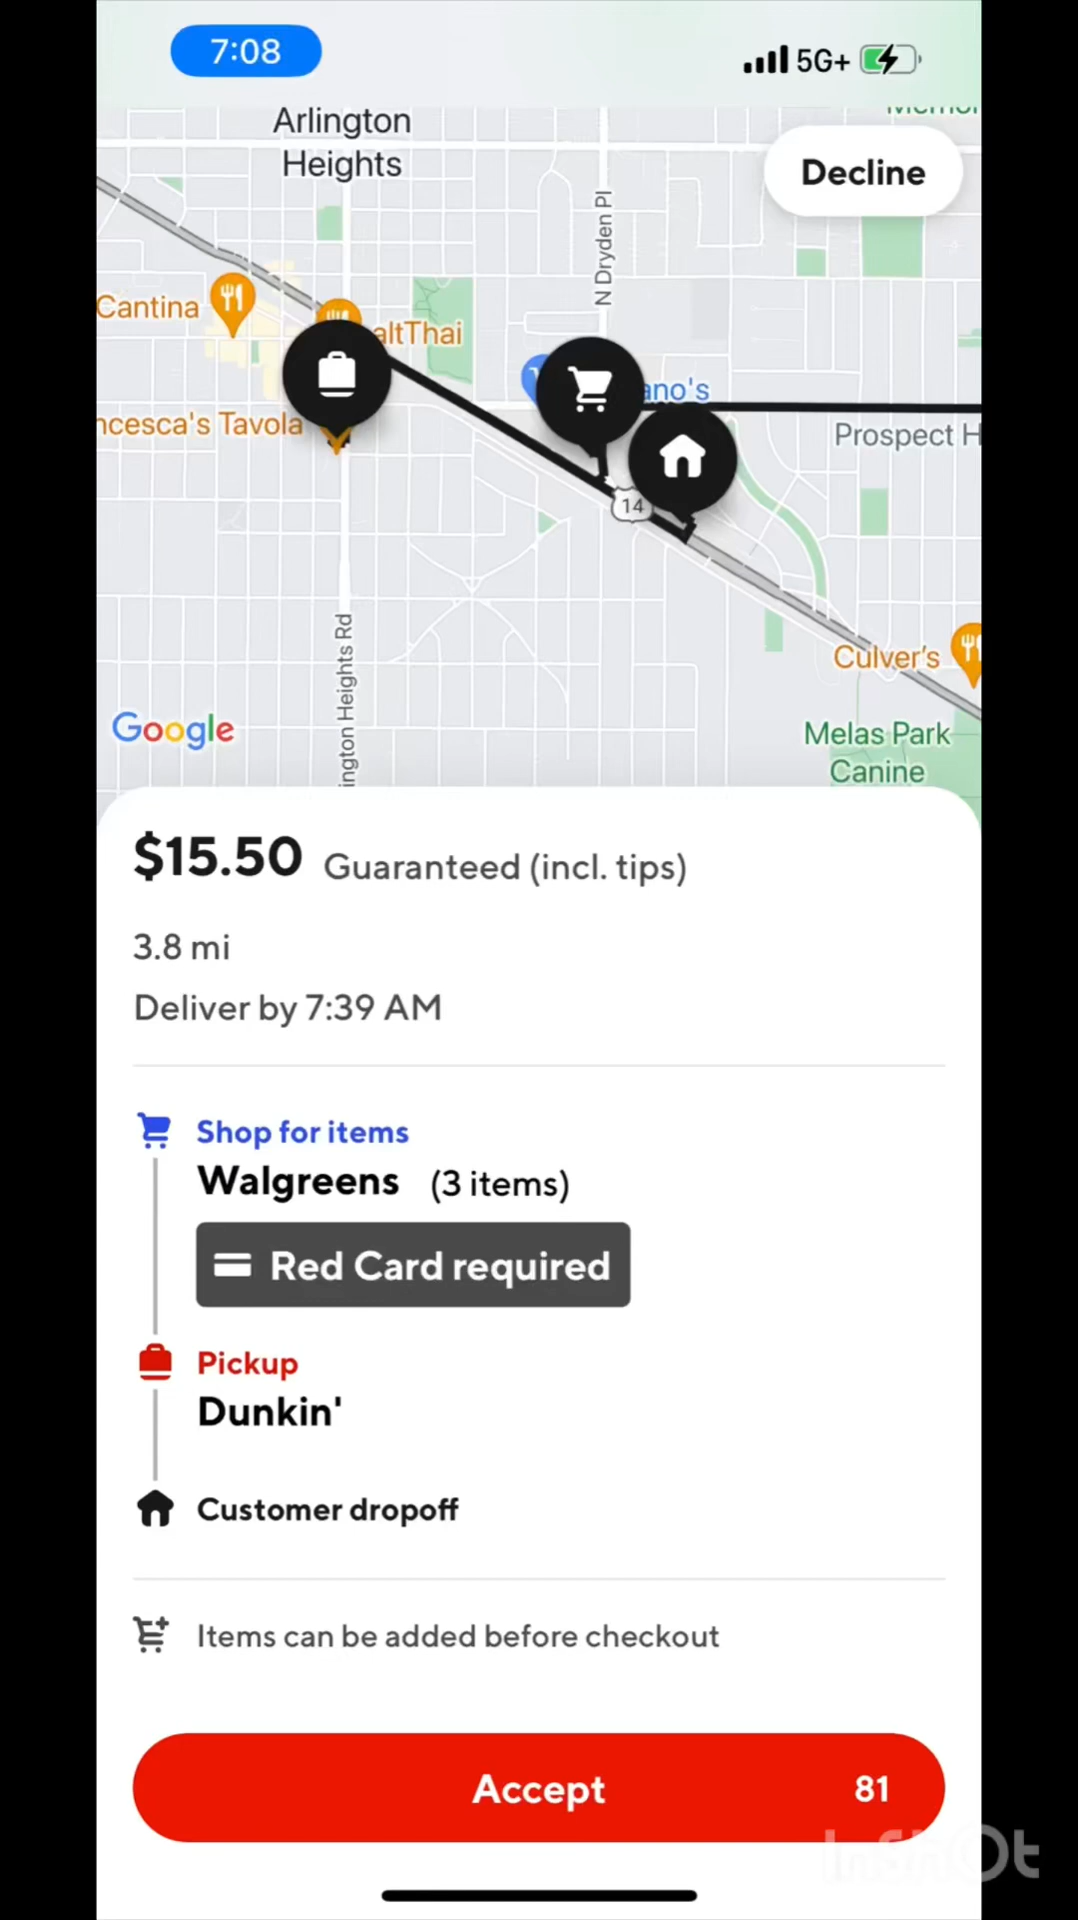 7:08
5G+
Arlington
Heights
Decline
N Dryden Pl
Cantina
altThai
ano's
ncesca's Tavola
Prospect H
14
ington Heights Rd
Culver's
Google
Melas Park
Canine
$15.50 Guaranteed (incl. tips)
3.8 mi
Deliver by 7:39 AM
Shop for items
Walgreens (3 items)
Red Card required
Pickup
Dunkin'
Customer dropoff
Items can be added before checkout
Accept 81
InShOt